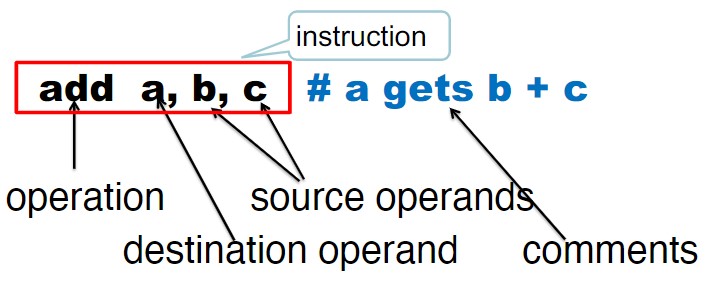 instruction
add a, b, c # a gets b + c
operation source operands
destination operand comments